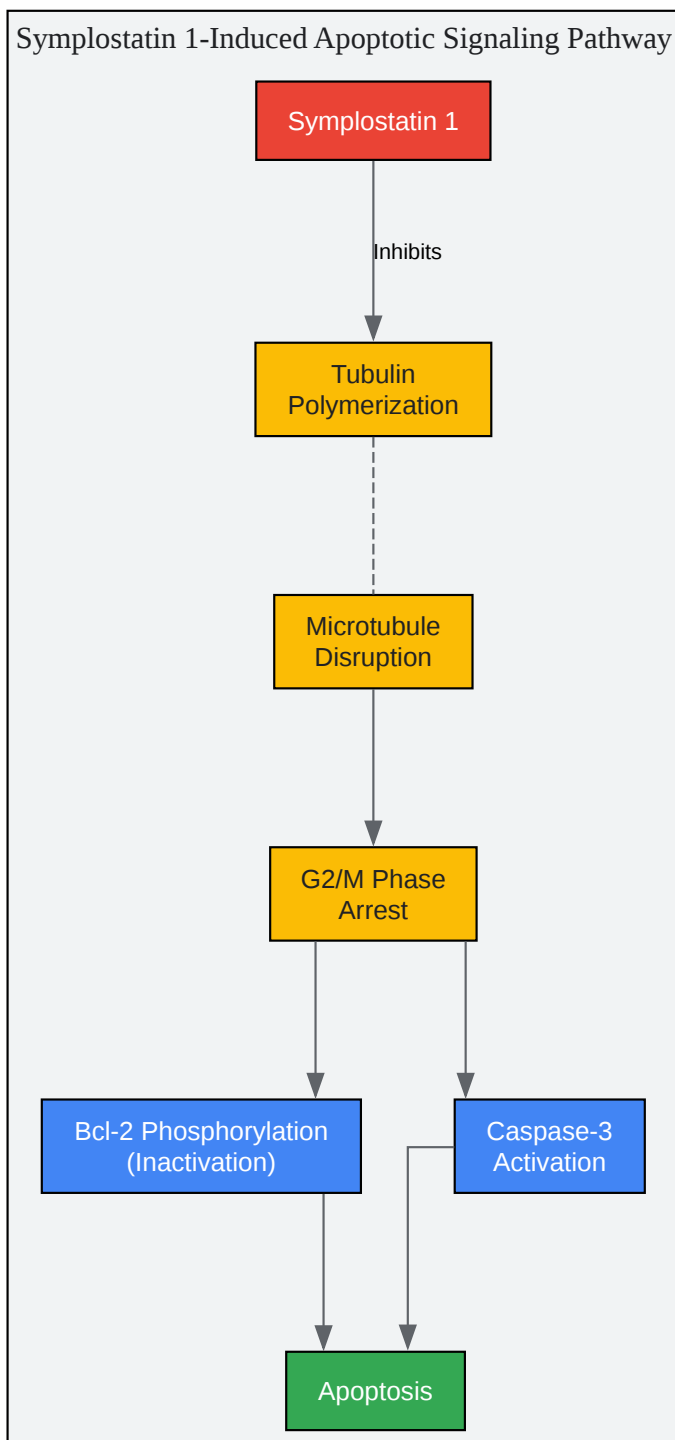 Symplostatin 1-Induced Apoptotic Signaling Pathway
Symplostatin 1
Inhibits
Tubulin
Polymerization
Microtubule
Disruption
G2/M Phase
Arrest
Bcl-2 Phosphorylation
(Inactivation)
Caspase-3
Activation
Apoptosis